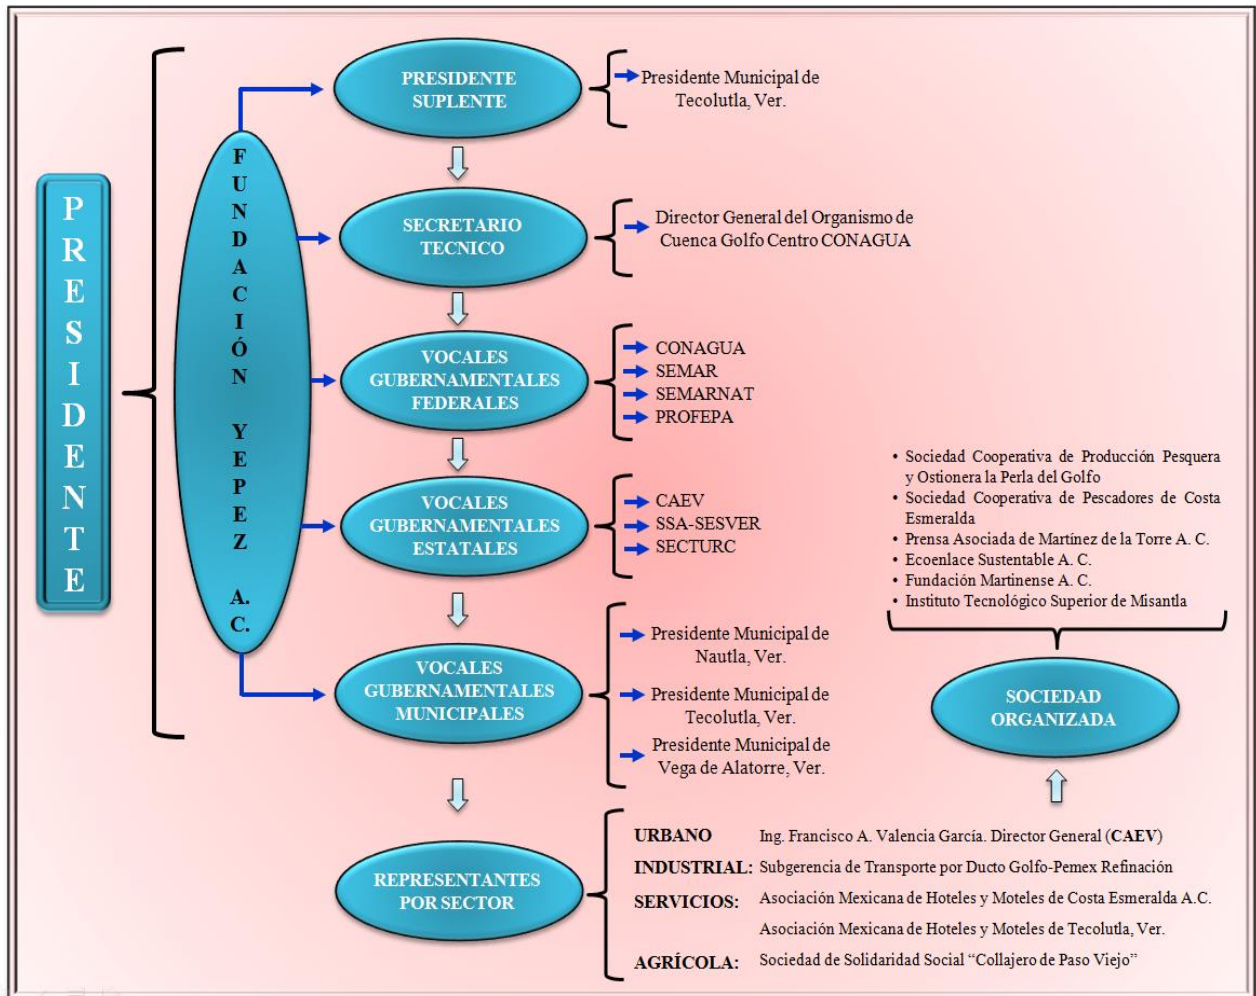 PRESIDENTE
FUNDACIÓN YEPEZ A.C.
PRESIDENTE
SUPLENTE
Presidente Municipal de
Tecolutla, Ver.
SECRETARIO
TECNICO
Director General del Organismo de
Cuenca Golfo Centro CONAGUA
VOCALES
GUBERNAMENTALES
FEDERALES
CONAGUA
SEMAR
SEMARNAT
PROFEPA
VOCALES
GUBERNAMENTALES
ESTATALES
CAEV
SSA-SESVER
SECTURC
VOCALES
GUBERNAMENTALES
MUNICIPALES
Presidente Municipal de
Nautla, Ver.
Presidente Municipal de
Tecolutla, Ver.
Presidente Municipal de
Vega de Alatorre, Ver.
REPRESENTANTES
POR SECTOR
URBANO Ing. Francisco A. Valencia García. Director General (CAEV)
INDUSTRIAL: Subgerencia de Transporte por Ducto Golfo-Pemex Refinación
SERVICIOS: Asociación Mexicana de Hoteles y Moteles de Costa Esmeralda A.C.
Asociación Mexicana de Hoteles y Moteles de Tecolutla, Ver.
AGRÍCOLA: Sociedad de Solidaridad Social “Collajero de Paso Viejo”
SOCIEDAD
ORGANIZADA
• Sociedad Cooperativa de Producción Pesquera
y Ostionera la Perla del Golfo
• Sociedad Cooperativa de Pescadores de Costa
Esmeralda
• Prensa Asociada de Martínez de la Torre A. C.
• Ecoenlace Sustentable A. C.
• Fundación Martinense A. C.
• Instituto Tecnológico Superior de Misantla